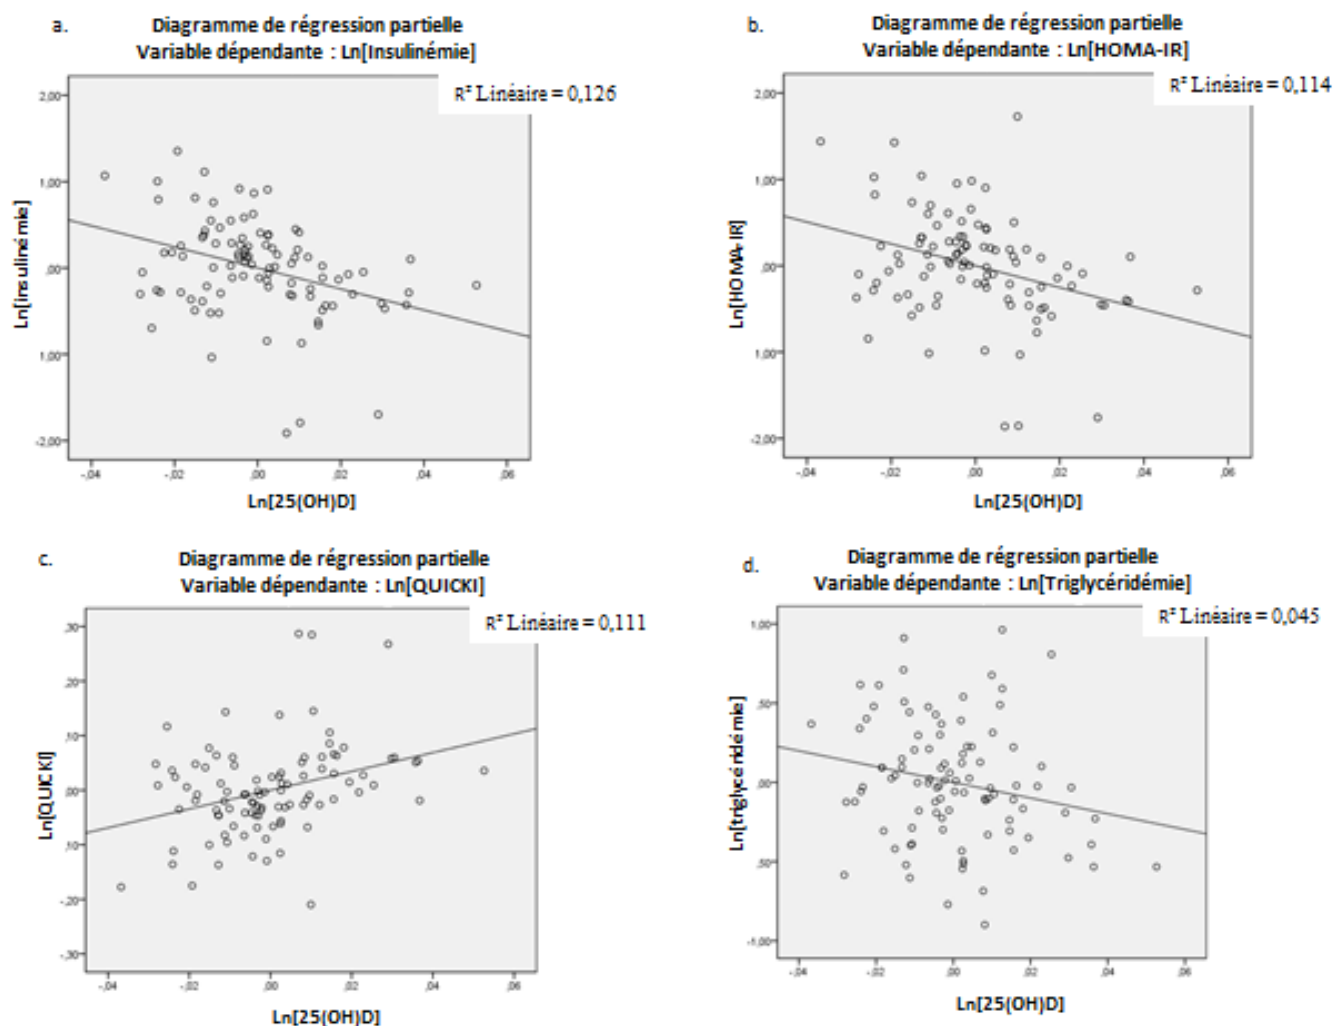 a.
Diagramme de régression partielle
Variable dépendante : Ln[Insulinémie]
R² Linéaire = 0,126
2,00
1,00
,00
1,00
-2,00
Ln[insulinémie]
-,04
-,02
,00
,02
,04
,06
Ln[25(OH)D]
b.
Diagramme de régression partielle
Variable dépendante : Ln[HOMA-IR]
R² Linéaire = 0,114
2,00
1,00
,00
1,00
-2,00
Ln[HOMA-IR]
-,04
-,02
,00
,02
,04
,06
Ln[25(OH)D]
c.
Diagramme de régression partielle
Variable dépendante : Ln[QUICKI]
R² Linéaire = 0,111
,30
,20
,10
,00
,10
-,20
-,30
Ln[QUICKI]
-,04
-,02
,00
,02
,04
,06
Ln[25(OH)D]
d.
Diagramme de régression partielle
Variable dépendante : Ln[Triglycéridémie]
R² Linéaire = 0,045
1,00
,50
,00
,50
-1,00
Ln[triglycéridémie]
-,04
-,02
,00
,02
,04
,06
Ln[25(OH)D]